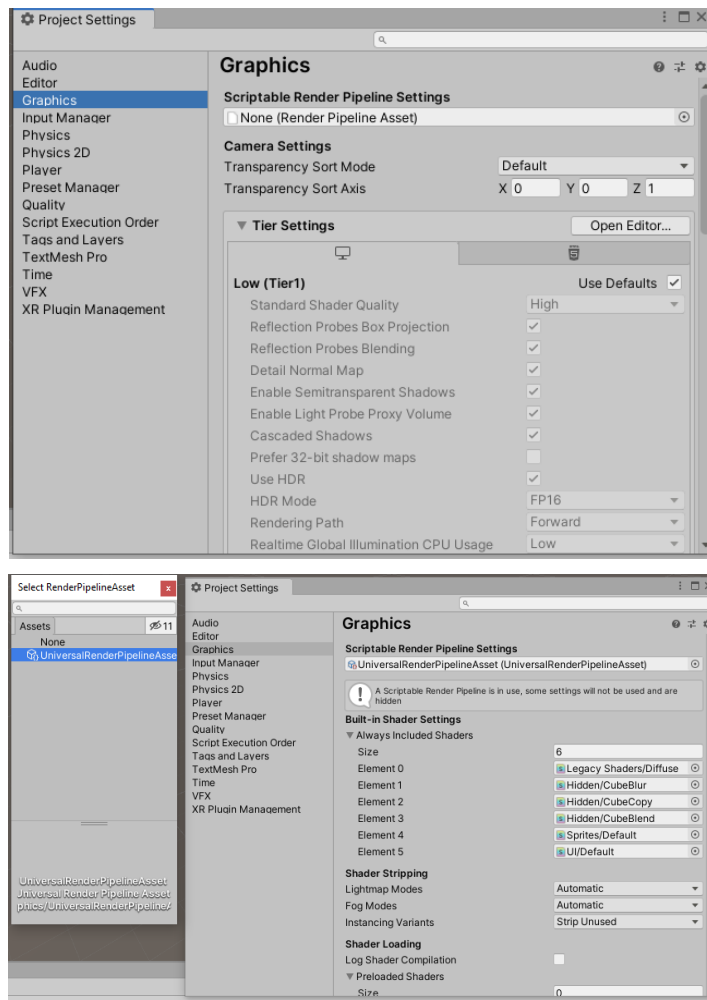 Project Settings
Audio
Editor
Graphics
Input Manager
Physics
Physics 2D
Player
Preset Manager
Quality
Script Execution Order
Tags and Layers
TextMesh Pro
Time
VFX
XR Plugin Management
Graphics
Scriptable Render Pipeline Settings
None (Render Pipeline Asset)
Camera Settings
Transparency Sort Mode Default
Transparency Sort Axis X 0 Y 0 Z 1
Tier Settings Open Editor...
Low (Tier1) Use Defaults
Standard Shader Quality High
Reflection Probes Box Projection
Reflection Probes Blending
Detail Normal Map
Enable Semitransparent Shadows
Enable Light Probe Proxy Volume
Cascaded Shadows
Prefer 32-bit shadow maps
Use HDR
HDR Mode FP16
Rendering Path Forward
Realtime Global Illumination CPU Usage Low
Select RenderPipelineAsset x
Assets 11
None
UniversalRenderPipelineAsse
UniversalRenderPipelineAsset
Universal Render Pipeline Asset
phics/UniversalRenderPipelineA
Project Settings
Audio
Editor
Graphics
Input Manager
Physics
Physics 2D
Player
Preset Manager
Quality
Script Execution Order
Tags and Layers
TextMesh Pro
Time
VFX
XR Plugin Management
Graphics
Scriptable Render Pipeline Settings
UniversalRenderPipelineAsset (UniversalRenderPipelineAsset)
A Scriptable Render Pipeline is in use, some settings will not be used and are
hidden
Built-in Shader Settings
Always Included Shaders
Size 6
Element 0 Legacy Shaders/Diffuse
Element 1 Hidden/CubeBlur
Element 2 Hidden/CubeCopy
Element 3 Hidden/CubeBlend
Element 4 Sprites/Default
Element 5 UI/Default
Shader Stripping
Lightmap Modes Automatic
Fog Modes Automatic
Instancing Variants Strip Unused
Shader Loading
Log Shader Compilation
Preloaded Shaders
Size 0